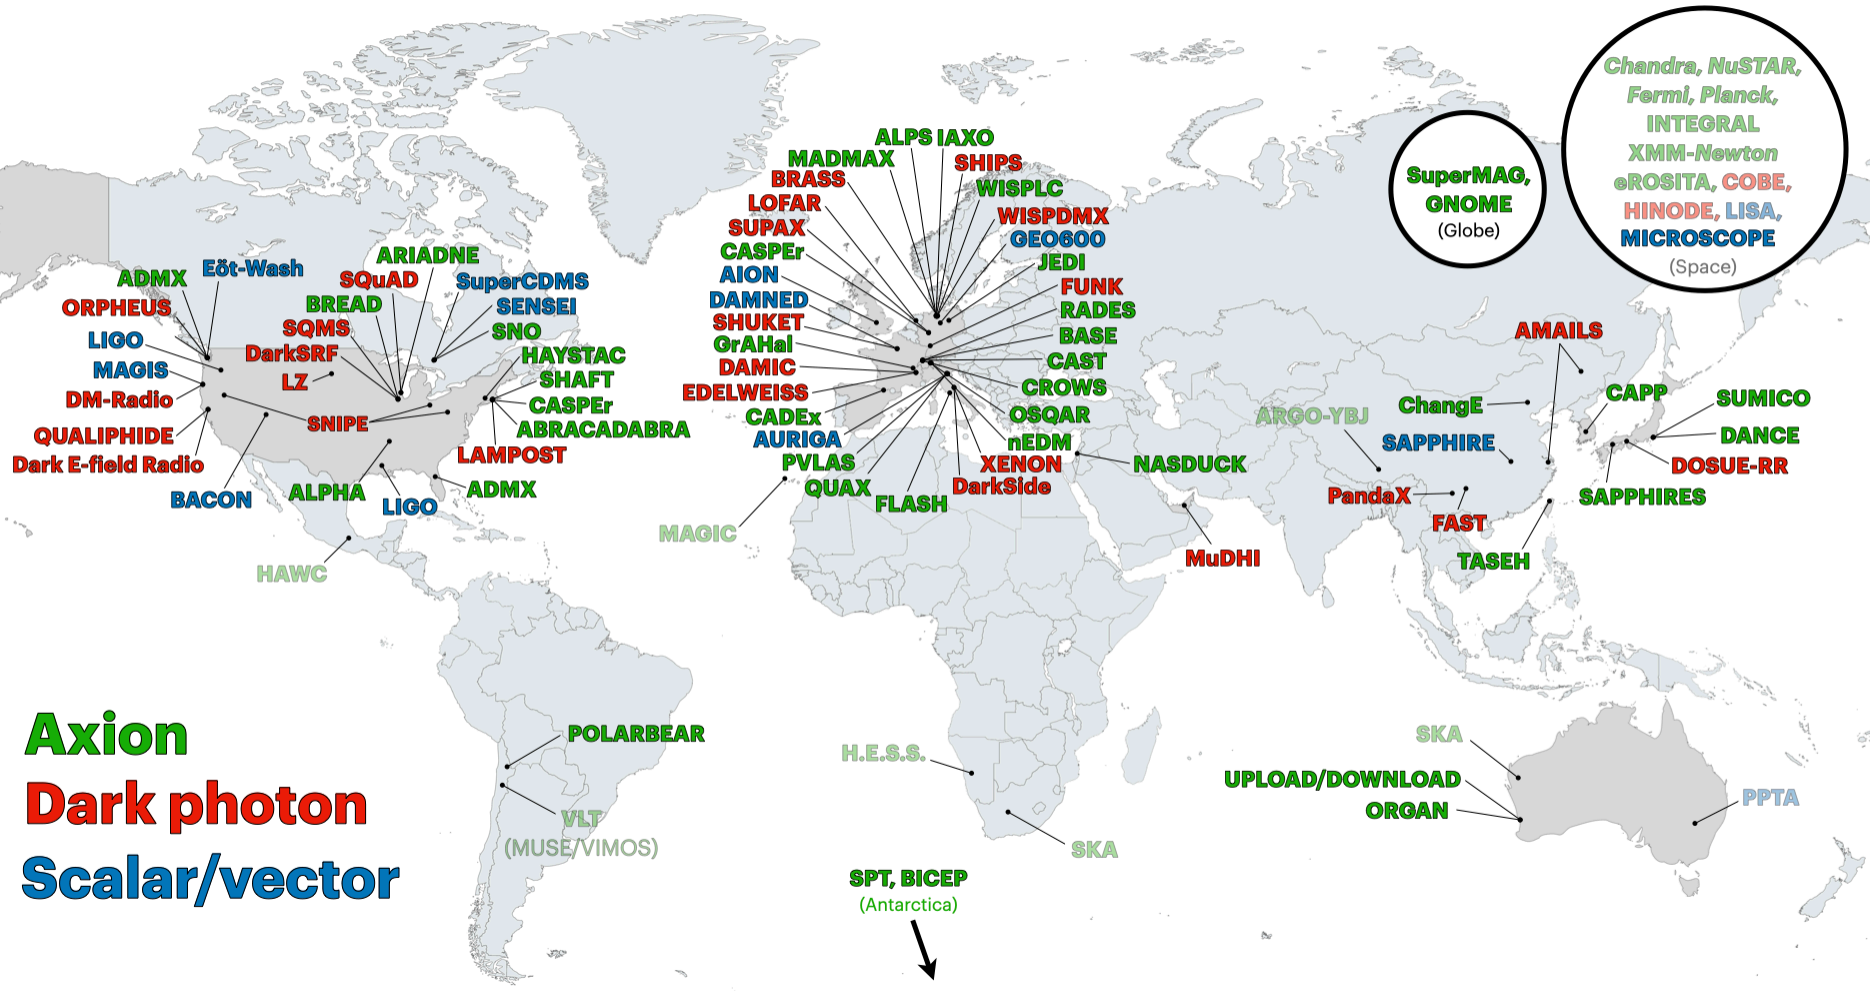 Chandra, NuSTAR,
Fermi, Planck,
INTEGRAL
XMM-Newton
eROSITA, COBE,
HINODE, LISA,
MICROSCOPE
(Space)
SuperMAG,
GNOME
(Globe)
ADMX
Eöt-Wash
ORPHEUS
LIGO
MAGIS
DM-Radio
QUALIPHIDE
Dark E-field Radio
BACON
ARIADNE
SQuAD
BREAD
SQMS
DarkSRF
LZ
SNIPE
SuperCDMS
SENSEI
SNO
HAYSTAC
SHAFT
CASPEr
ABRACADABRA
LAMPOST
ALPHA
LIGO
ADMX
HAWC
ALPS IAXO
MADMAX
SHIPS
BRASS
WISPLC
LOFAR
WISPDMX
SUPAX
GEO600
CASPEr
JEDI
AION
FUNK
DAMNED
RADES
SHUKET
BASE
GrAHal
CAST
DAMIC
CROWS
EDELWEISS
OSQAR
CADEx
nEDM
AURIGA
XENON
PVLAS
DarkSide
QUAX
FLASH
NASDUCK
MAGIC
MuDHI
AMAILS
CAPP
ChangE
SUMICO
ARGO-YBJ
SAPPHIRE
DANCE
DOSUE-RR
PandaX
SAPPHIRES
FAST
TASEH
POLARBEAR
VLT
(MUSE/VIMOS)
H.E.S.S.
SKA
SKA
UPLOAD/DOWNLOAD
ORGAN
PPTA
SPT, BICEP
(Antarctica)
Axion
Dark photon
Scalar/vector